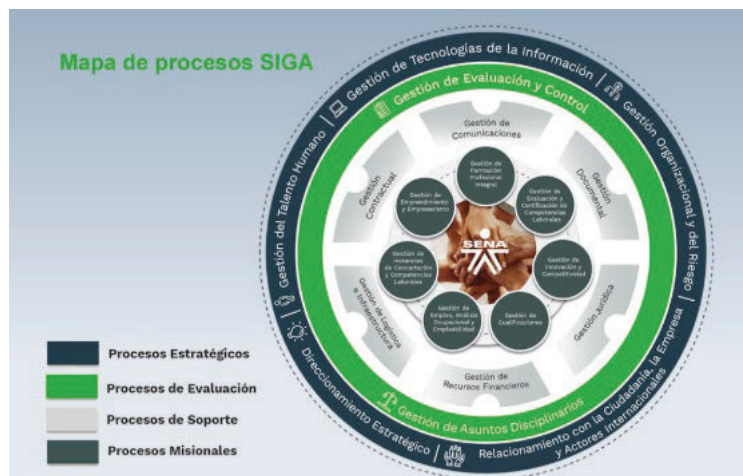 Mapa de procesos SIGA
Gestión de Tecnologías de la Información
Gestión Organizacional y del Riesgo
Relacionamiento con la Ciudadanía, la Empresa
y Actores Internacionales
Direccionamiento Estratégico
Gestión del Talento Humano
Gestión de Evaluación y Control
Gestión de Asuntos Disciplinarios
Gestión de
Comunicaciones
Gestión
Documental
Gestión Jurídica
Gestión de
Recursos Financieros
Gestión de Logística
e Infraestructura
Gestión
Contractual
Gestión de
Formación
Profesional
Integral
Gestión de
Evaluación y
Certificación de
Competencias
Laborales
Gestión de
Innovación y
Competitividad
Gestión de
Cualificaciones
Gestión de
Empleo, Análisis
Ocupacional y
Empleabilidad
Gestión de
Instancias
de Concertación y
Competencias
Laborales
Gestión de
Emprendimiento
y Empresarismo
SENA
Procesos Estratégicos
Procesos de Evaluación
Procesos de Soporte
Procesos Misionales